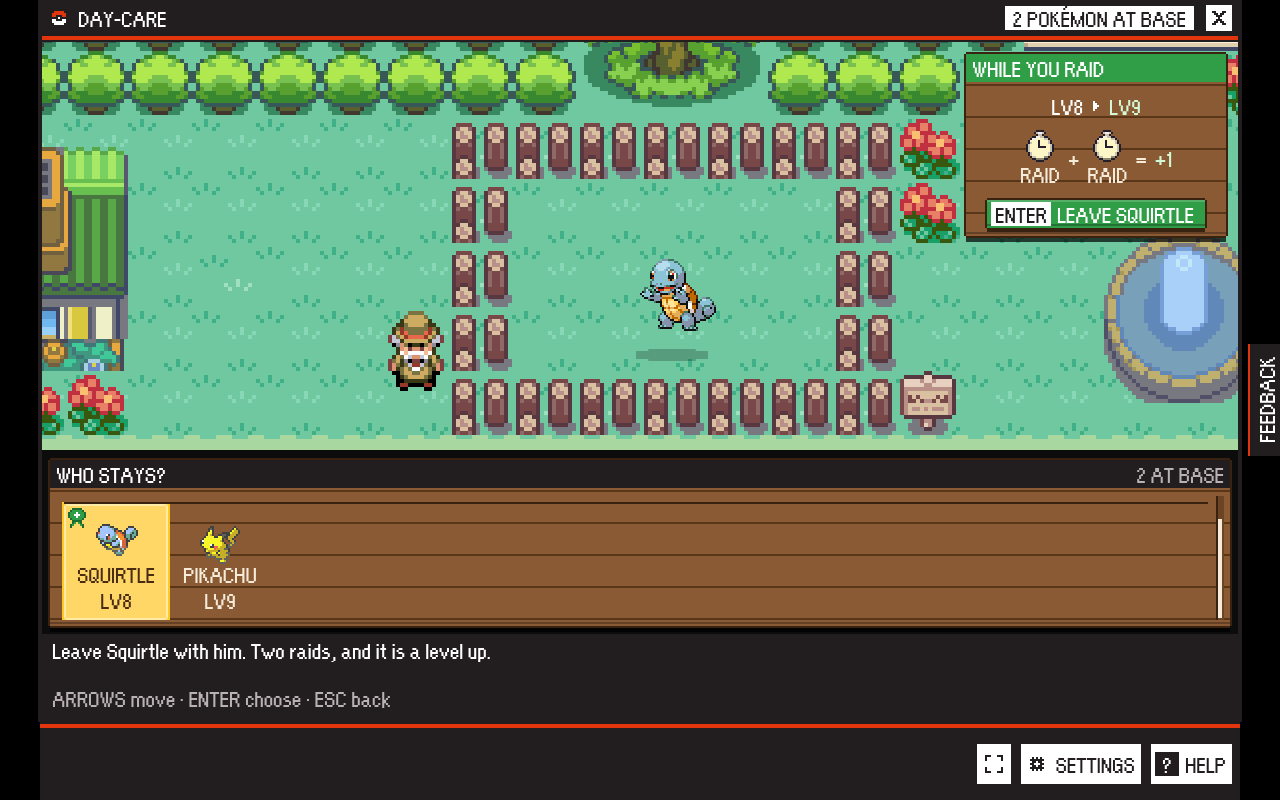 DAY-CARE
2 POKÉMON AT BASE
X
WHILE YOU RAID
LV8 ▸ LV9
RAID + RAID = +1
ENTER LEAVE SQUIRTLE
FEEDBACK
WHO STAYS?
2 AT BASE
SQUIRTLE
LV8
PIKACHU
LV9
Leave Squirtle with him. Two raids, and it is a level up.
ARROWS move · ENTER choose · ESC back
SETTINGS
? HELP